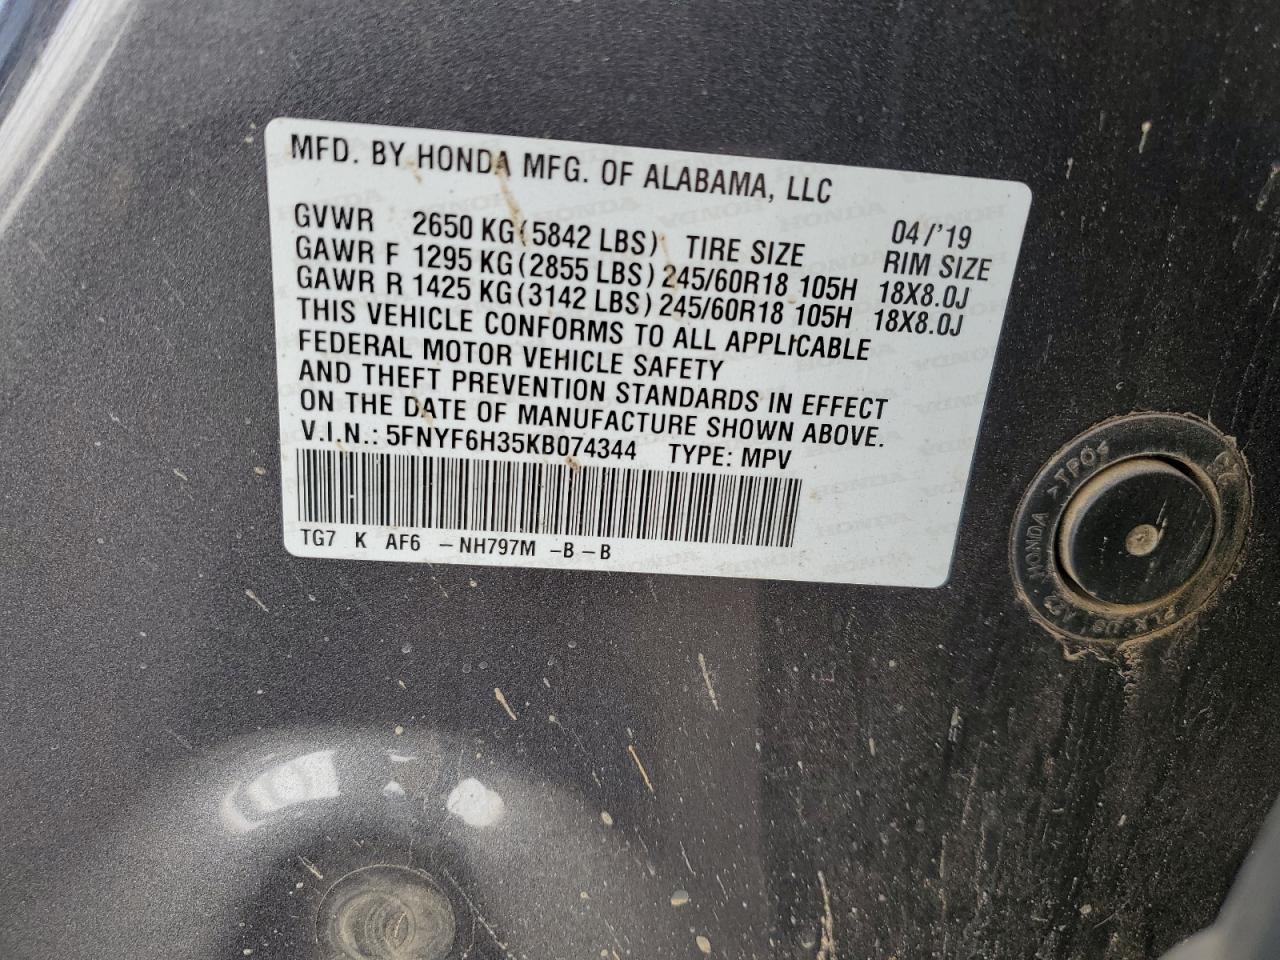 MFD. BY HONDA MFG. OF ALABAMA, LLC
04/'19
GVWR 2650 KG(5842 LBS) TIRE SIZE RIM SIZE
GAWR F 1295 KG(2855 LBS) 245/60R18 105H 18X8.0J
GAWR R 1425 KG(3142 LBS) 245/60R18 105H 18X8.0J
THIS VEHICLE CONFORMS TO ALL APPLICABLE
FEDERAL MOTOR VEHICLE SAFETY
AND THEFT PREVENTION STANDARDS IN EFFECT
ON THE DATE OF MANUFACTURE SHOWN ABOVE.
V.I.N.: 5FNYF6H35KB074344 TYPE: MPV
TG7 K AF6 -NH797M -B-B
HONDA >TPO<